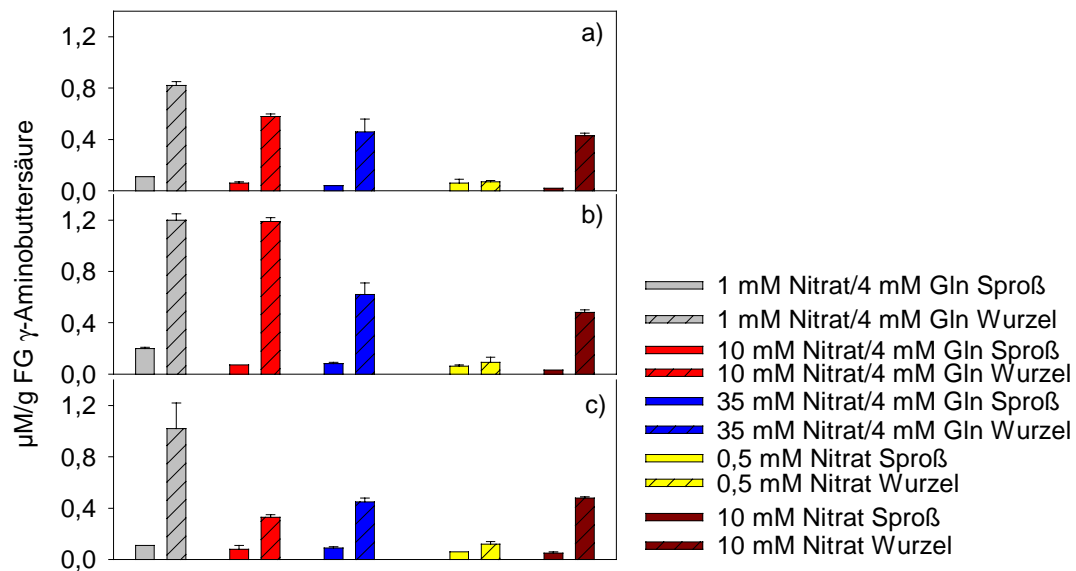 µM/g FG γ-Aminobuttersäure
a)
1,2
0,8
0,4
0,0
b)
1,2
0,8
0,4
0,0
c)
1,2
0,8
0,4
0,0
1 mM Nitrat/4 mM Gln Sproß
1 mM Nitrat/4 mM Gln Wurzel
10 mM Nitrat/4 mM Gln Sproß
10 mM Nitrat/4 mM Gln Wurzel
35 mM Nitrat/4 mM Gln Sproß
35 mM Nitrat/4 mM Gln Wurzel
0,5 mM Nitrat Sproß
0,5 mM Nitrat Wurzel
10 mM Nitrat Sproß
10 mM Nitrat Wurzel